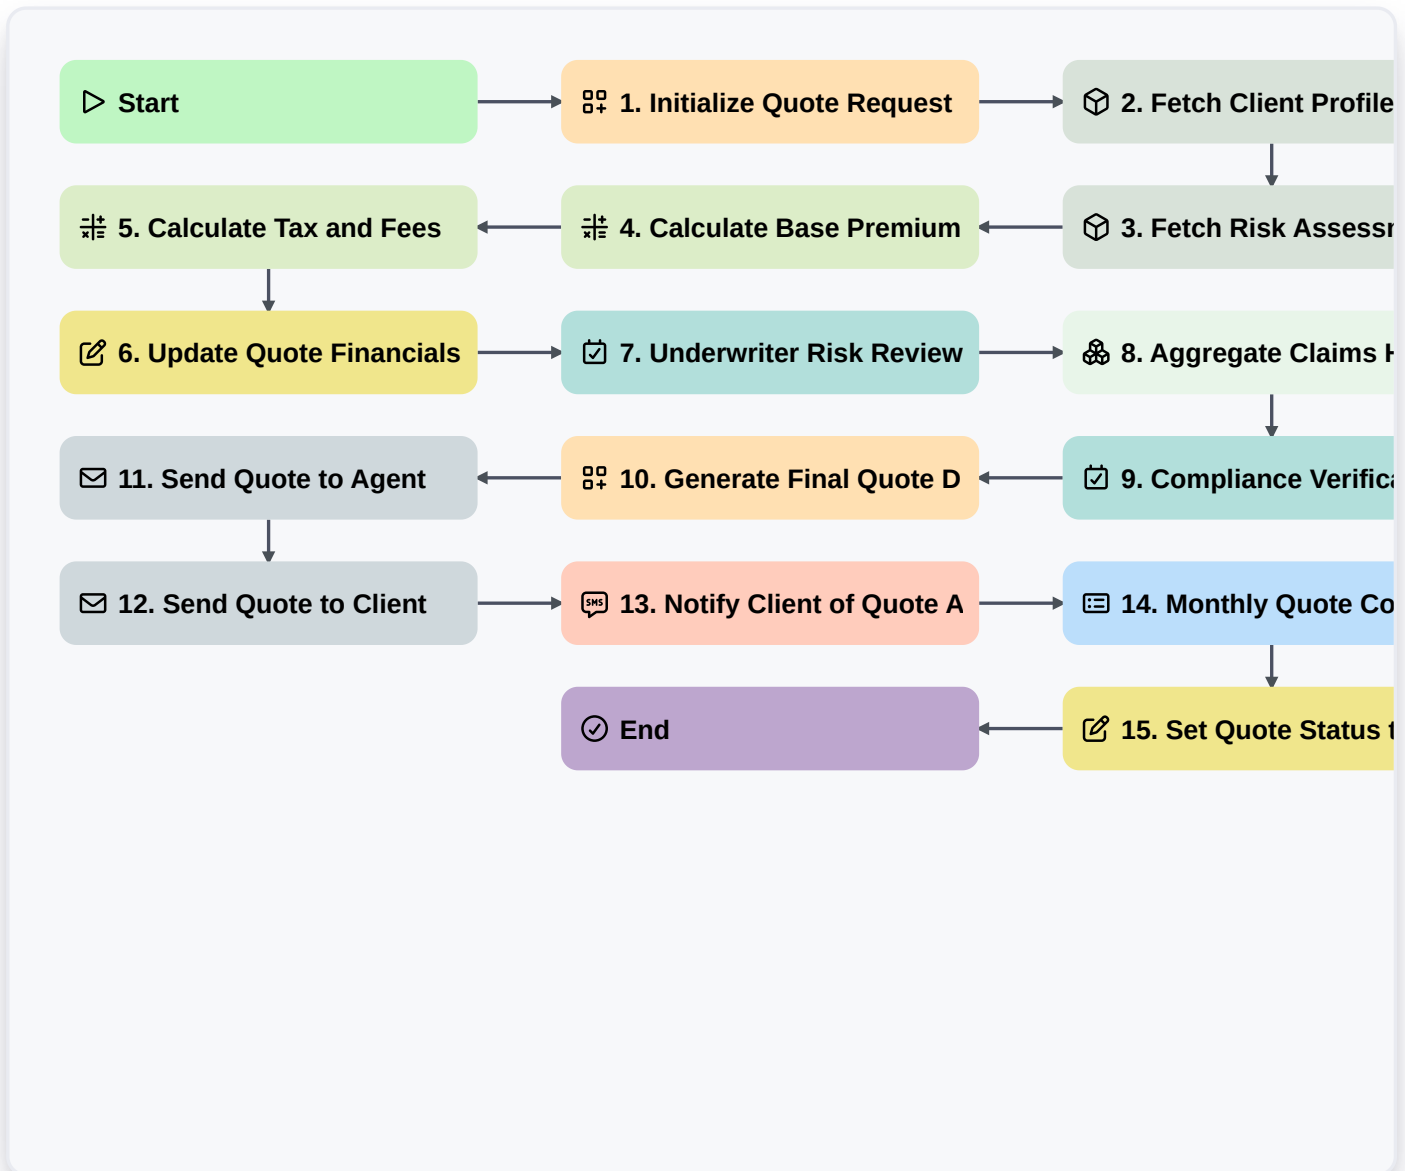 Start
1. Initialize Quote Request
2. Fetch Client Profile
5. Calculate Tax and Fees
4. Calculate Base Premium
3. Fetch Risk
6. Update Quote Financials
7. Underwriter Risk Review
8. Aggregate Claims
11. Send Quote to Agent
10. Generate Final Quote D
9. Compliance
12. Send Quote to Client
SMS
13. Notify Client of Quote A
14. Monthly Quote Co
End
15. Set Quote Status t